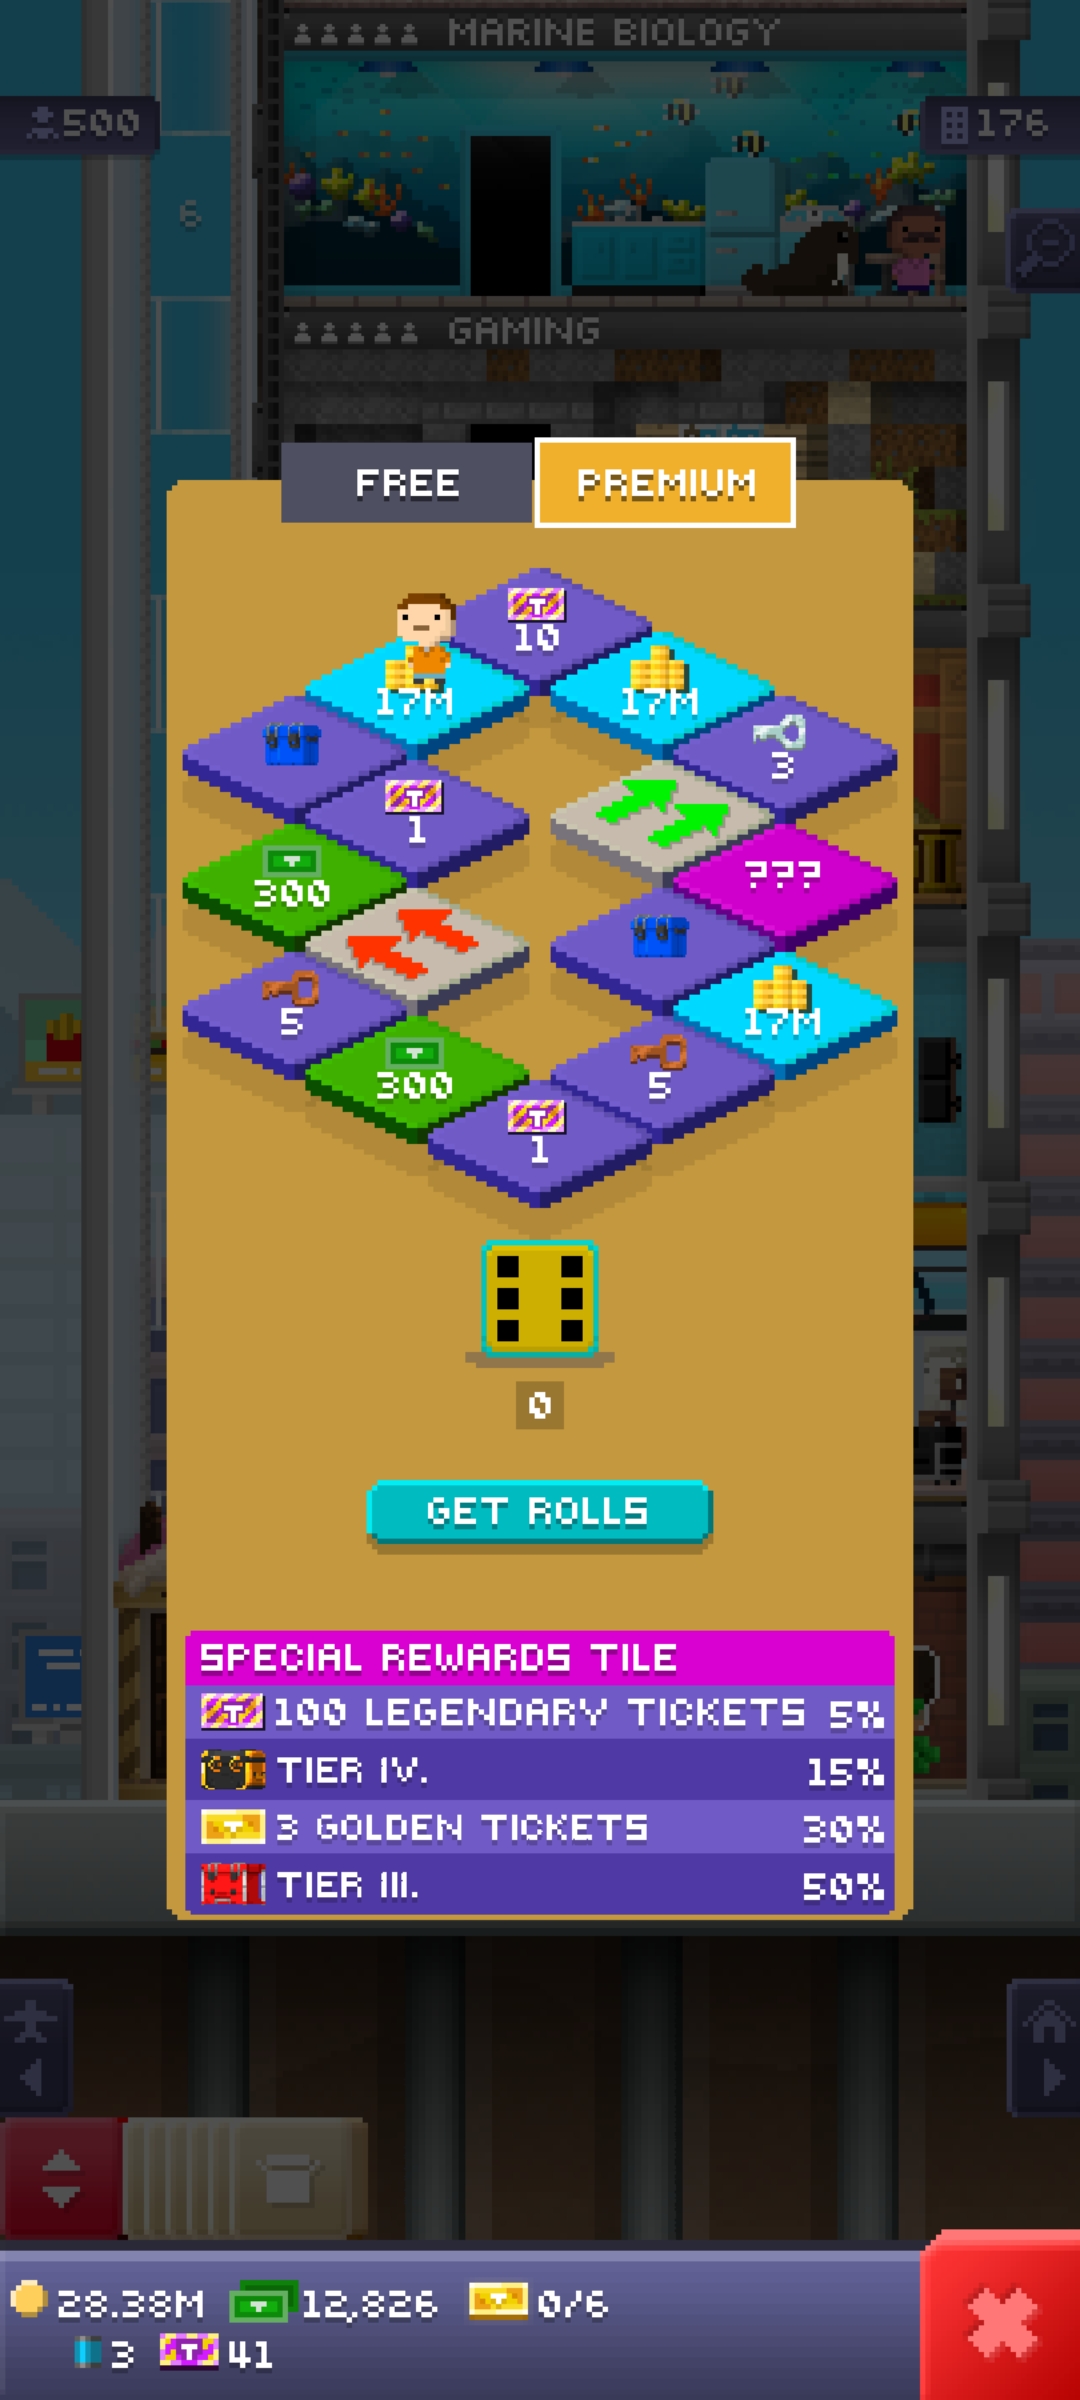 MARINE BIOLOGY
500
176
6
GAMING
FREE
PREMIUM
10
17M
17M
3
1
???
300
5
17M
300
5
1
0
GET ROLLS
SPECIAL REWARDS TILE
100 LEGENDARY TICKETS 5%
TIER IV. 15%
3 GOLDEN TICKETS 30%
TIER III. 50%
28.38M 12,826 0/6
3 41